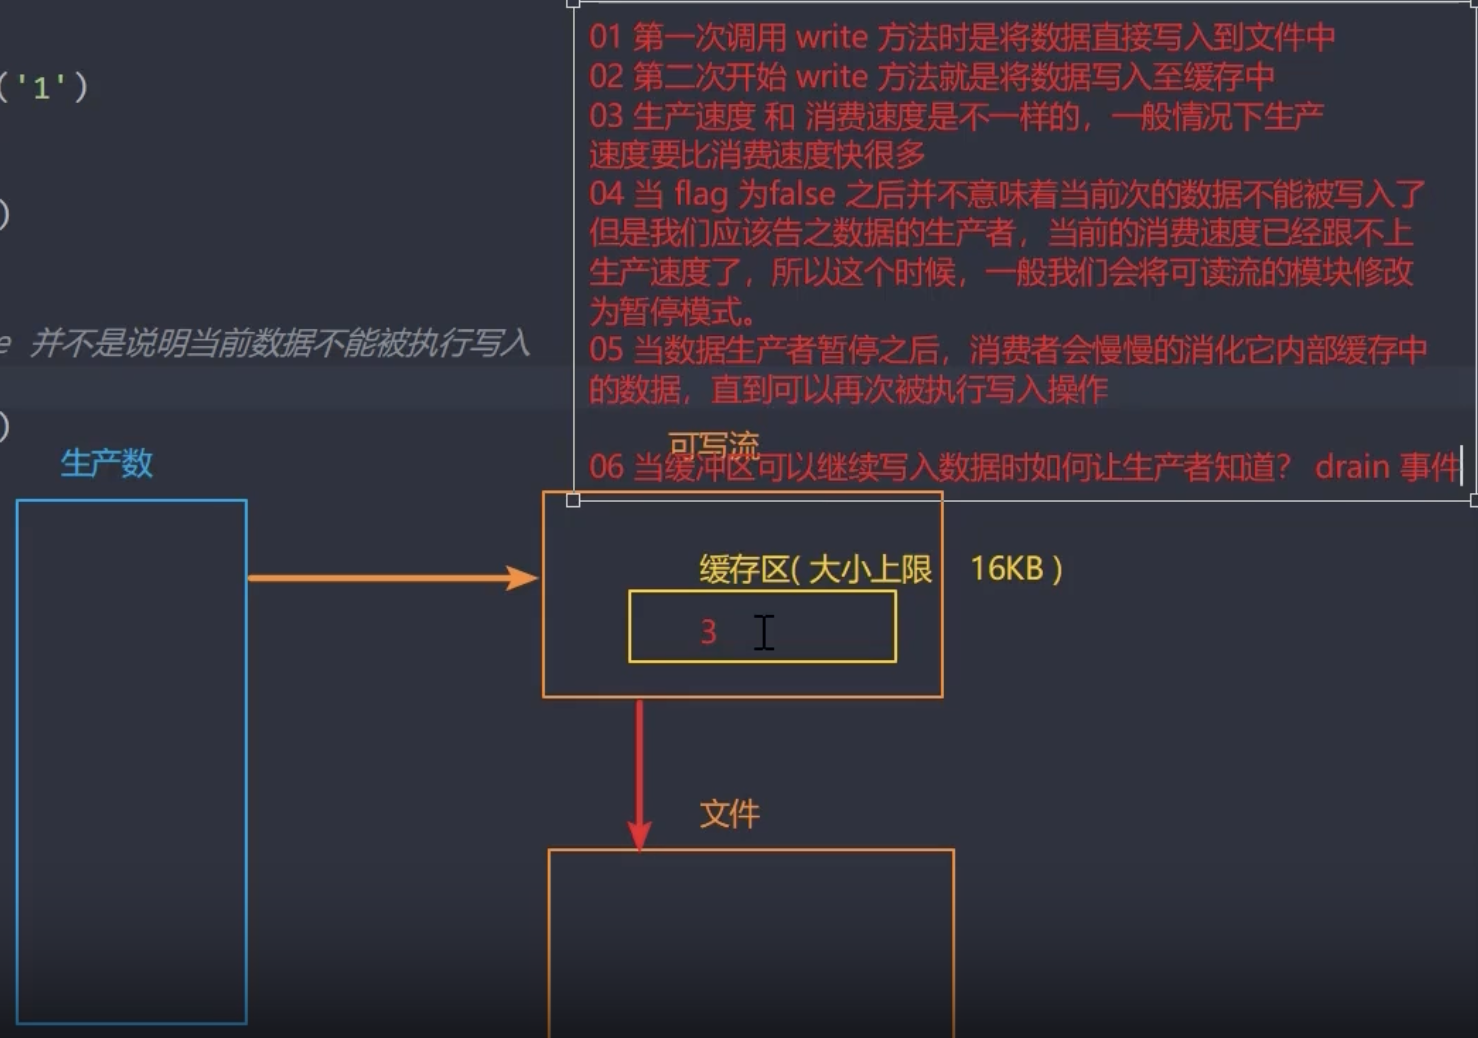 ('1')
)
e 并不是说明当前数据不能被执行写入
)
01 第一次调用 write 方法时是将数据直接写入到文件中
02 第二次开始 write 方法就是将数据写入至缓存中
03 生产速度 和 消费速度是不一样的，一般情况下生产
速度要比消费速度快很多
04 当 flag 为false 之后并不意味着当前次的数据不能被写入了
但是我们应该告之数据的生产者，当前的消费速度已经跟不上
生产速度了，所以这个时候，一般我们会将可读流的模块修改
为暂停模式。
05 当数据生产者暂停之后，消费者会慢慢的消化它内部缓存中
的数据，直到可以再次被执行写入操作
可写流
06 当缓冲区可以继续写入数据时如何让生产者知道？ drain 事件
生产数
缓存区( 大小上限 16KB )
3
文件